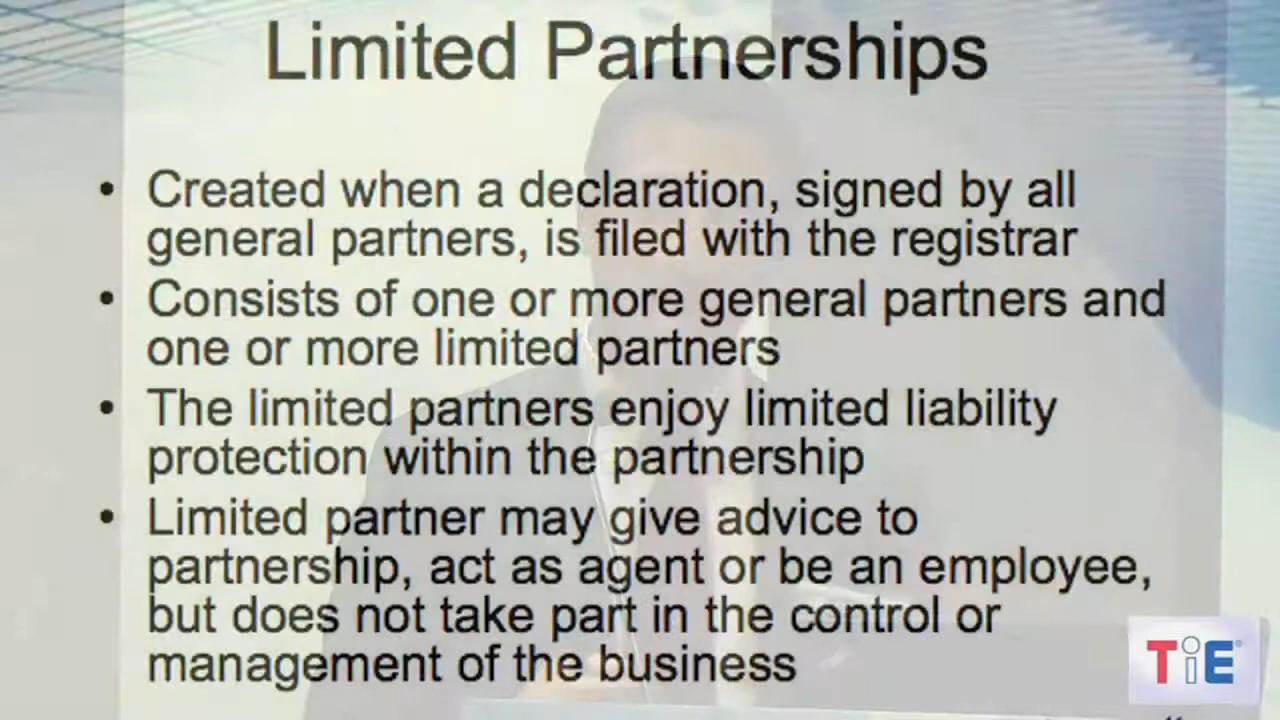 Limited Partnerships
• Created when a declaration, signed by all
general partners, is filed with the registrar
• Consists of one or more general partners and
one or more limited partners
• The limited partners enjoy limited liability
protection within the partnership
• Limited partner may give advice to
partnership, act as agent or be an employee,
but does not take part in the control or
management of the business
TiE